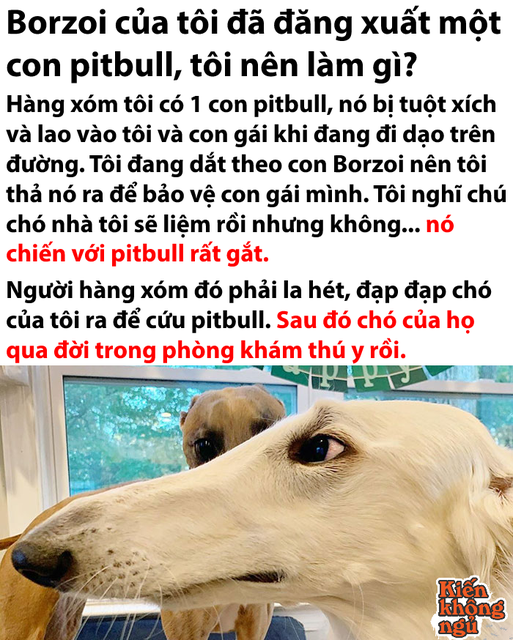 Borzoi của tôi đã đăng xuất một
con pitbull, tôi nên làm gì?
Hàng xóm tôi có 1 con pitbull, nó bị tuột xích
và lao vào tôi và con gái khi đang đi dạo trên
đường. Tôi đang dắt theo con Borzoi nên tôi
thả nó ra để bảo vệ con gái mình. Tôi nghĩ chú
chó nhà tôi sẽ liệm rồi nhưng không... nó
chiến với pitbull rất gắt.
Người hàng xóm đó phải la hét, đạp đạp chó
của tôi ra để cứu pitbull. Sau đó chó của họ
qua đời trong phòng khám thú y rồi.
Kiến
không
ngủ